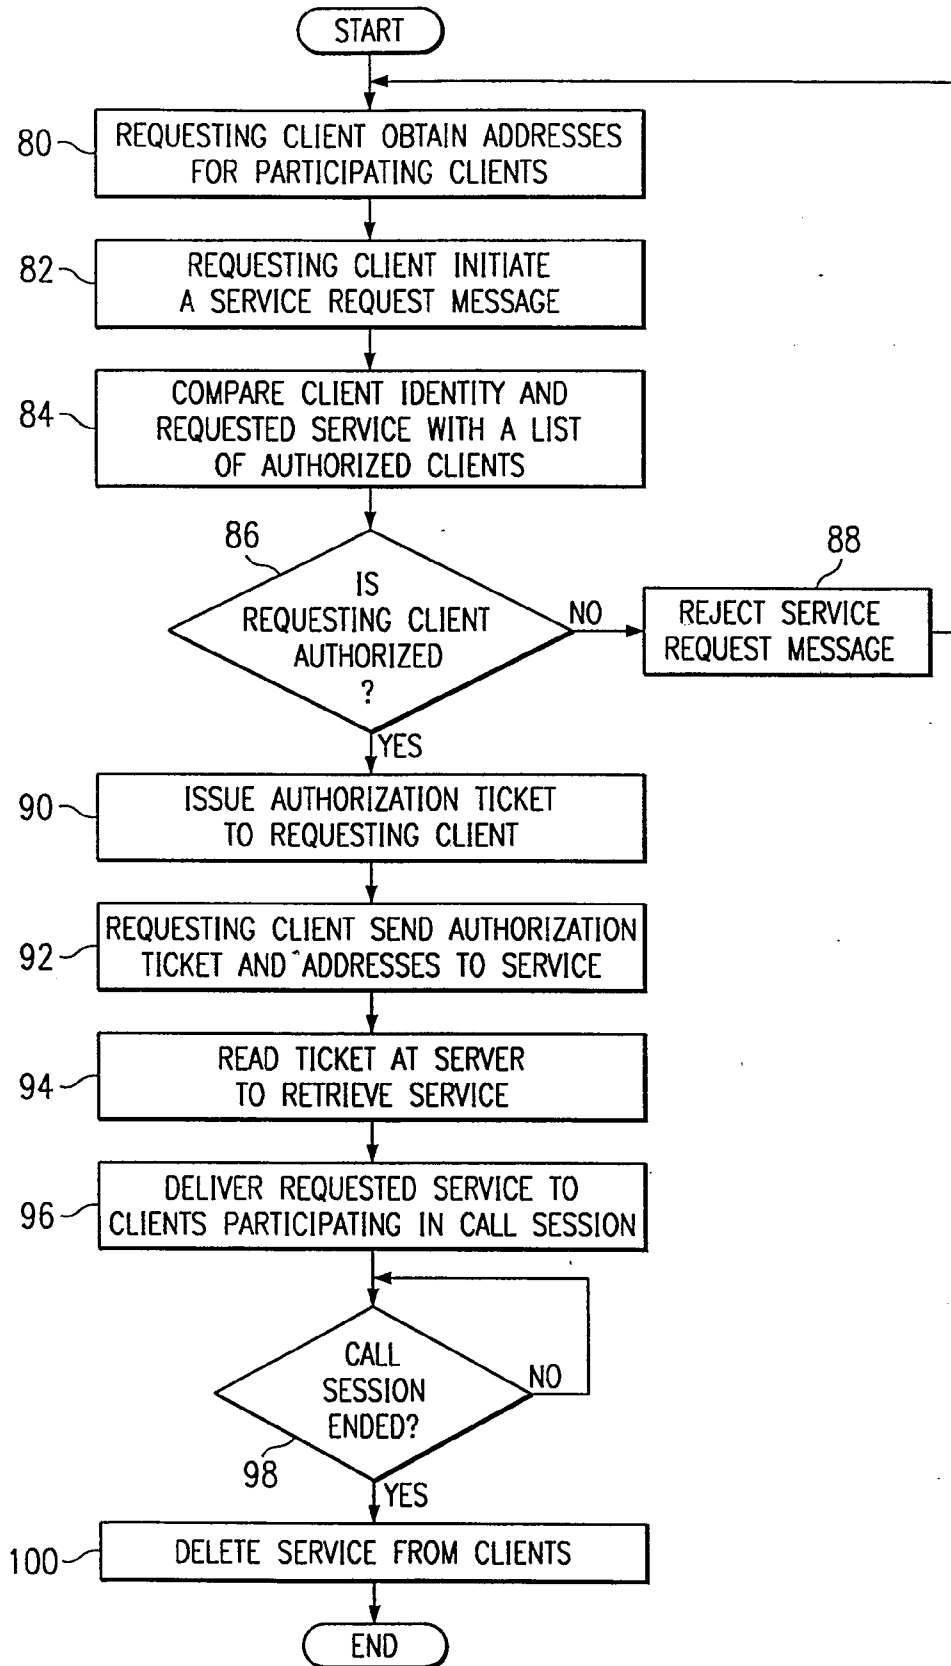 START
80
REQUESTING CLIENT OBTAIN ADDRESSES
FOR PARTICIPATING CLIENTS
82
REQUESTING CLIENT INITIATE
A SERVICE REQUEST MESSAGE
84
COMPARE CLIENT IDENTITY AND
REQUESTED SERVICE WITH A LIST
OF AUTHORIZED CLIENTS
86
IS
REQUESTING CLIENT
AUTHORIZED
?
NO
88
REJECT SERVICE
REQUEST MESSAGE
YES
90
ISSUE AUTHORIZATION TICKET
TO REQUESTING CLIENT
92
REQUESTING CLIENT SEND AUTHORIZATION
TICKET AND ADDRESSES TO SERVICE
94
READ TICKET AT SERVER
TO RETRIEVE SERVICE
96
DELIVER REQUESTED SERVICE TO
CLIENTS PARTICIPATING IN CALL SESSION
CALL
SESSION
ENDED?
NO
98
YES
100
DELETE SERVICE FROM CLIENTS
END